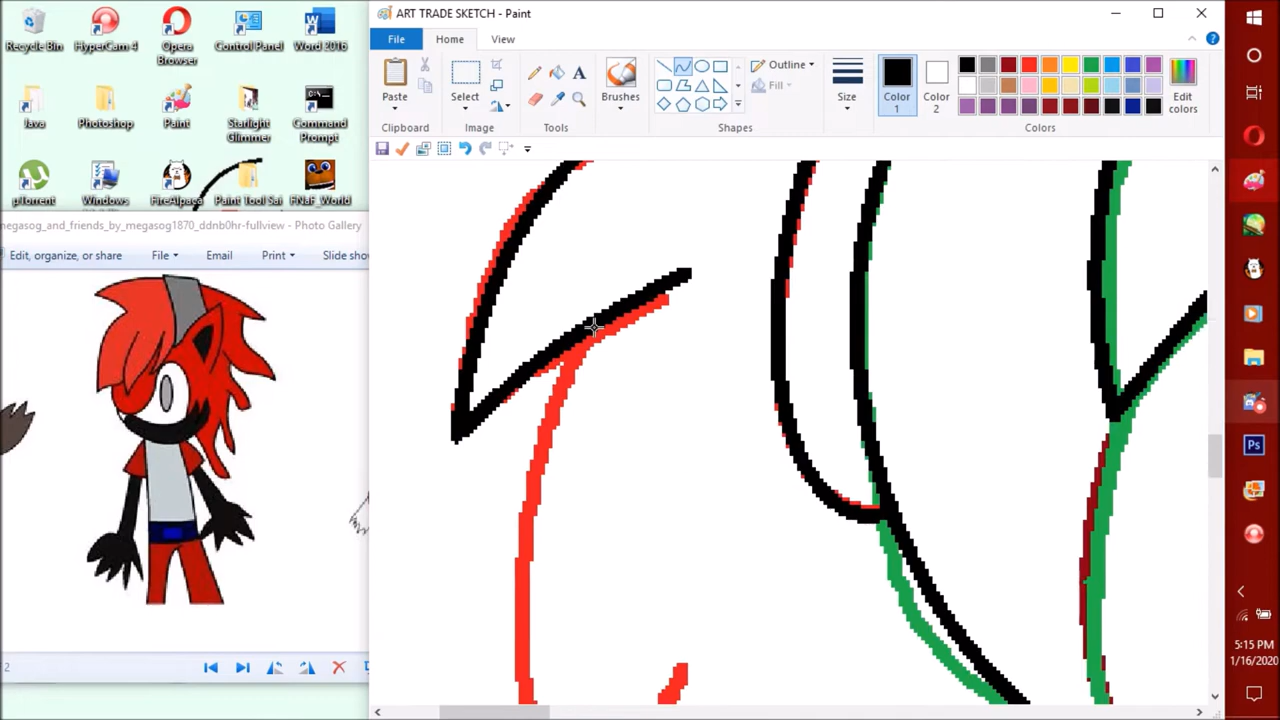 ART TRADE SKETCH - Paint
File Home View
Paste
Clipboard
Select
Image
Tools
Brushes
Outline
Fill
Shapes
Size
Color 1
Color 2
Edit colors
Colors
Recycle Bin
HyperCam 4
Opera Browser
Control Panel
Word 2016
Java
Photoshop
Paint
Starlight Glimmer
Command Prompt
µTorrent
Windows
FireAlpaca
Paint Tool Sai
FNaF_World
megasog_and_friends_by_megasog1870_ddnb0hr-fullview - Photo Gallery
Edit, organize, or share File Email Print Slide sho
2
Ps
5:15 PM
1/16/2020